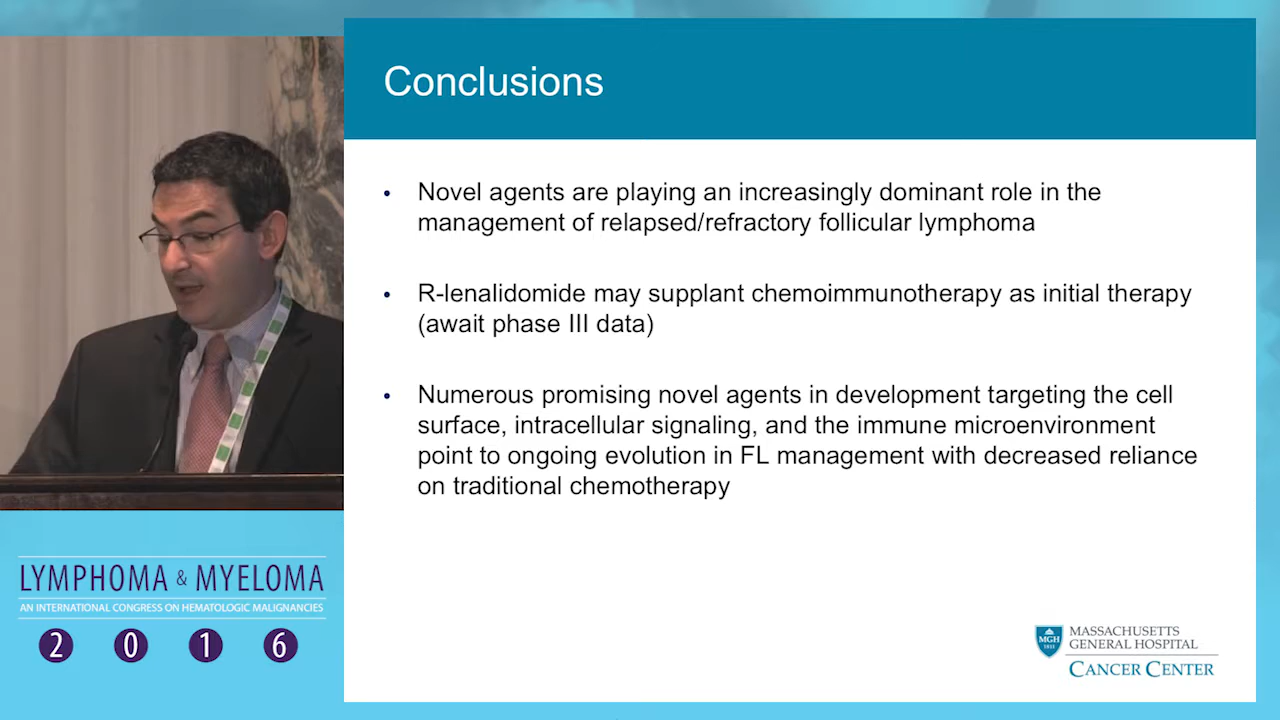 Conclusions
• Novel agents are playing an increasingly dominant role in the
management of relapsed/refractory follicular lymphoma
• R-lenalidomide may supplant chemoimmunotherapy as initial therapy
(await phase III data)
• Numerous promising novel agents in development targeting the cell
surface, intracellular signaling, and the immune microenvironment
point to ongoing evolution in FL management with decreased reliance
on traditional chemotherapy
LYMPHOMA & MYELOMA
AN INTERNATIONAL CONGRESS ON HEMATOLOGIC MALIGNANCIES
2 0 1 6
MGH
1811
MASSACHUSETTS
GENERAL HOSPITAL
CANCER CENTER